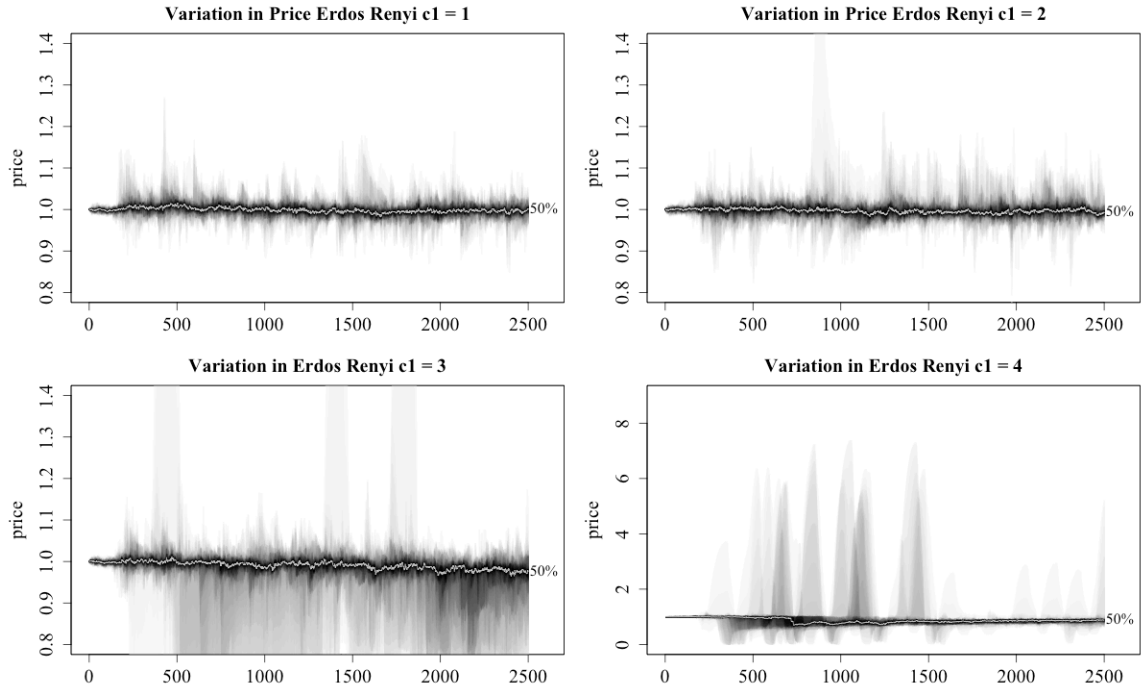 Variation in Price Erdos Renyi c1 = 1
price
1.4
1.3
1.2
1.1
1.0
0.9
0.8
50%
0 500 1000 1500 2000 2500
Variation in Price Erdos Renyi c1 = 2
price
1.4
1.3
1.2
1.1
1.0
0.9
0.8
50%
0 500 1000 1500 2000 2500
Variation in Erdos Renyi c1 = 3
price
1.4
1.3
1.2
1.1
1.0
0.9
0.8
50%
0 500 1000 1500 2000 2500
Variation in Erdos Renyi c1 = 4
price
8
6
4
2
0
50%
0 500 1000 1500 2000 2500